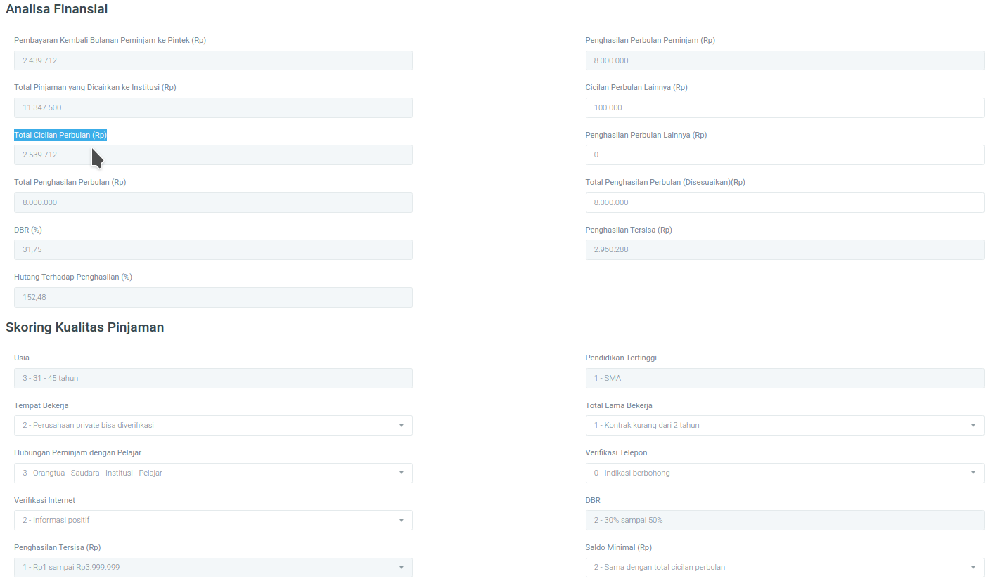 Analisa Finansial
Pembayaran Kembali Bulanan Peminjam ke Pintek (Rp)
2.439.712
Penghasilan Perbulan Peminjam (Rp)
8.000.000
Total Pinjaman yang Dicairkan ke Institusi (Rp)
11.347.500
Cicilan Perbulan Lainnya (Rp)
100.000
Total Cicilan Perbulan (Rp)
2.539.712
Penghasilan Perbulan Lainnya (Rp)
0
Total Penghasilan Perbulan (Rp)
8.000.000
Total Penghasilan Perbulan (Disesuaikan)(Rp)
8.000.000
DBR (%)
31,75
Penghasilan Tersisa (Rp)
2.960.288
Hutang Terhadap Penghasilan (%)
152,48
Skoring Kualitas Pinjaman
Usia
3 - 31 - 45 tahun
Pendidikan Tertinggi
1 - SMA
Tempat Bekerja
2 - Perusahaan private bisa diverifikasi
Total Lama Bekerja
1 - Kontrak kurang dari 2 tahun
Hubungan Peminjam dengan Pelajar
3 - Orangtua - Saudara - Institusi - Pelajar
Verifikasi Telepon
0 - Indikasi berbohong
Verifikasi Internet
2 - Informasi positif
DBR
2 - 30% sampai 50%
Penghasilan Tersisa (Rp)
1 - Rp1 sampai Rp3.999.999
Saldo Minimal (Rp)
2 - Sama dengan total cicilan perbulan